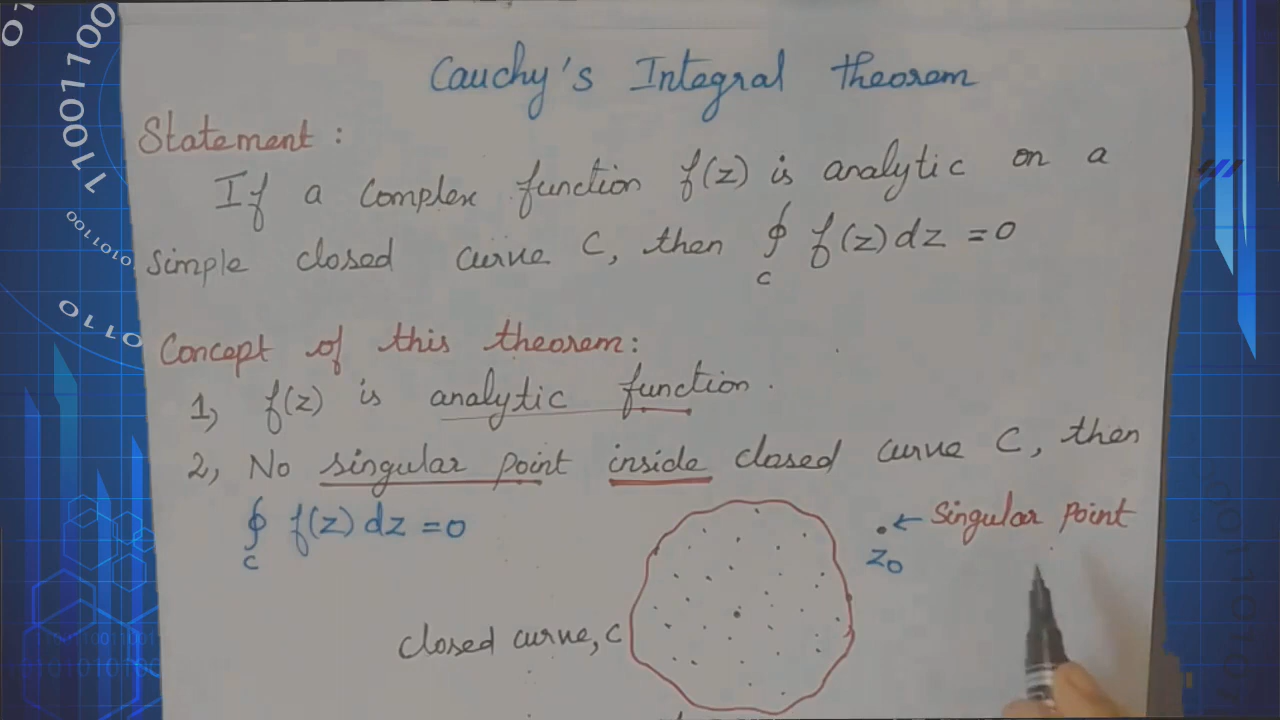 Cauchy's Integral theorem
Statement :
If a complex function f(z) is analytic on a
simple closed curve C, then ∮ f(z) dz = 0
C
Concept of this theorem:
1, f(z) is analytic function.
2, No singular point inside closed curve C, then
∮ f(z) dz = 0
C
← Singular point
z0
closed curve, C